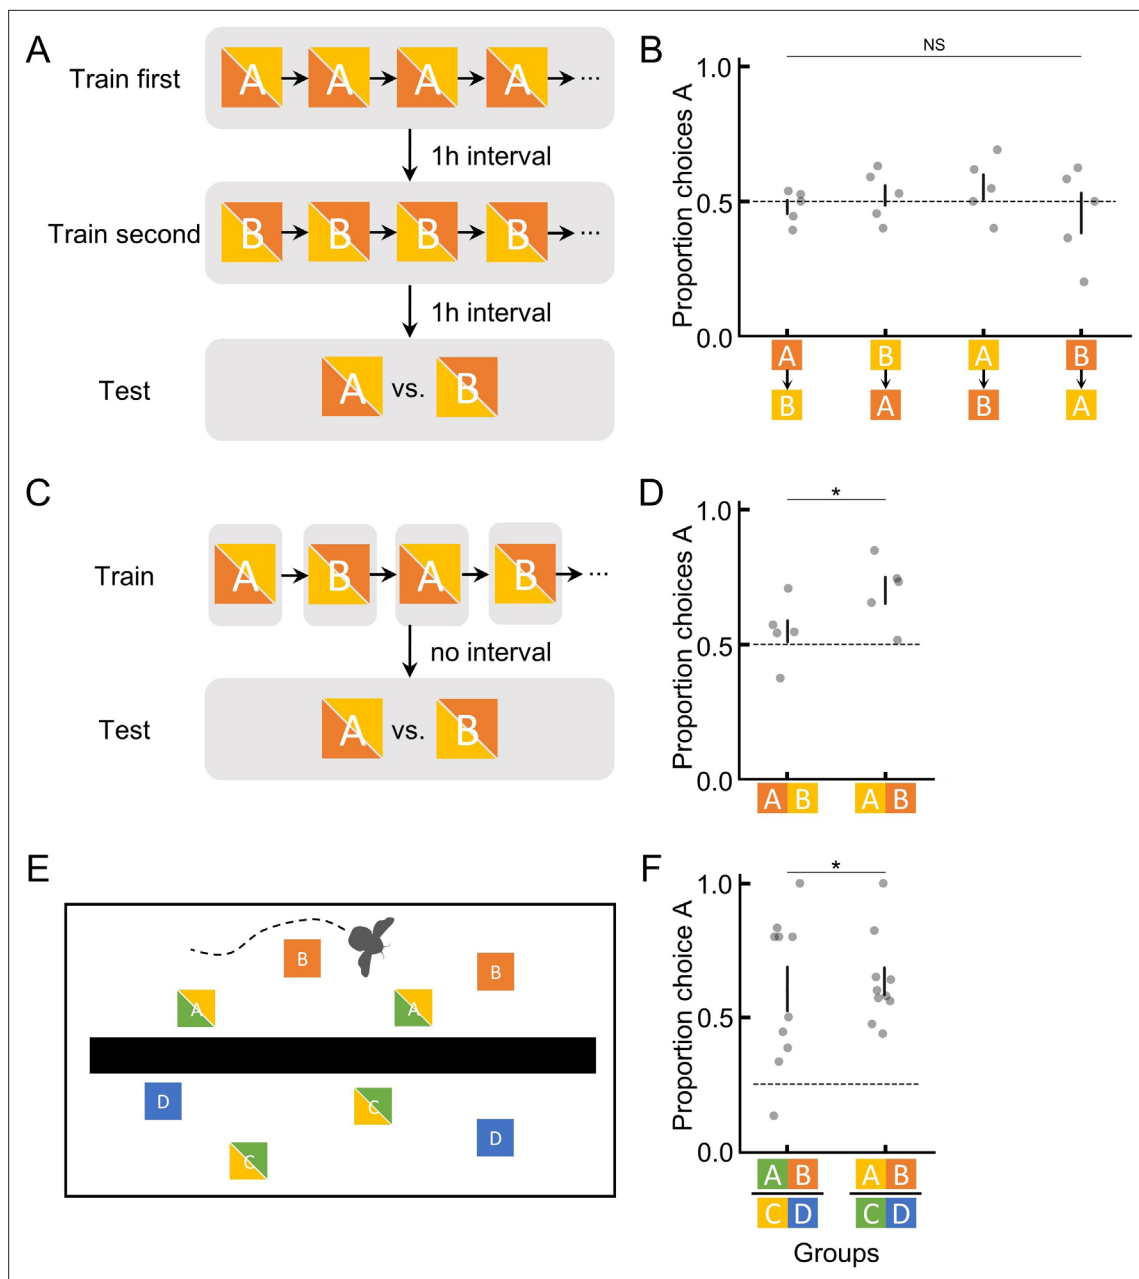 A
Train first
A A A A ...
1h interval
Train second
B B B B ...
1h interval
Test
A vs. B
B
NS
Proportion choices A
1.0
0.5
0.0
A B A B
B A B A
C
Train
A B A B ...
no interval
Test
A vs. B
D
*
Proportion choices A
1.0
0.5
0.0
A B A B
E
B B
A A
D C
D
C
F
*
Proportion choice A
1.0
0.5
0.0
A B A B
C D C D
Groups